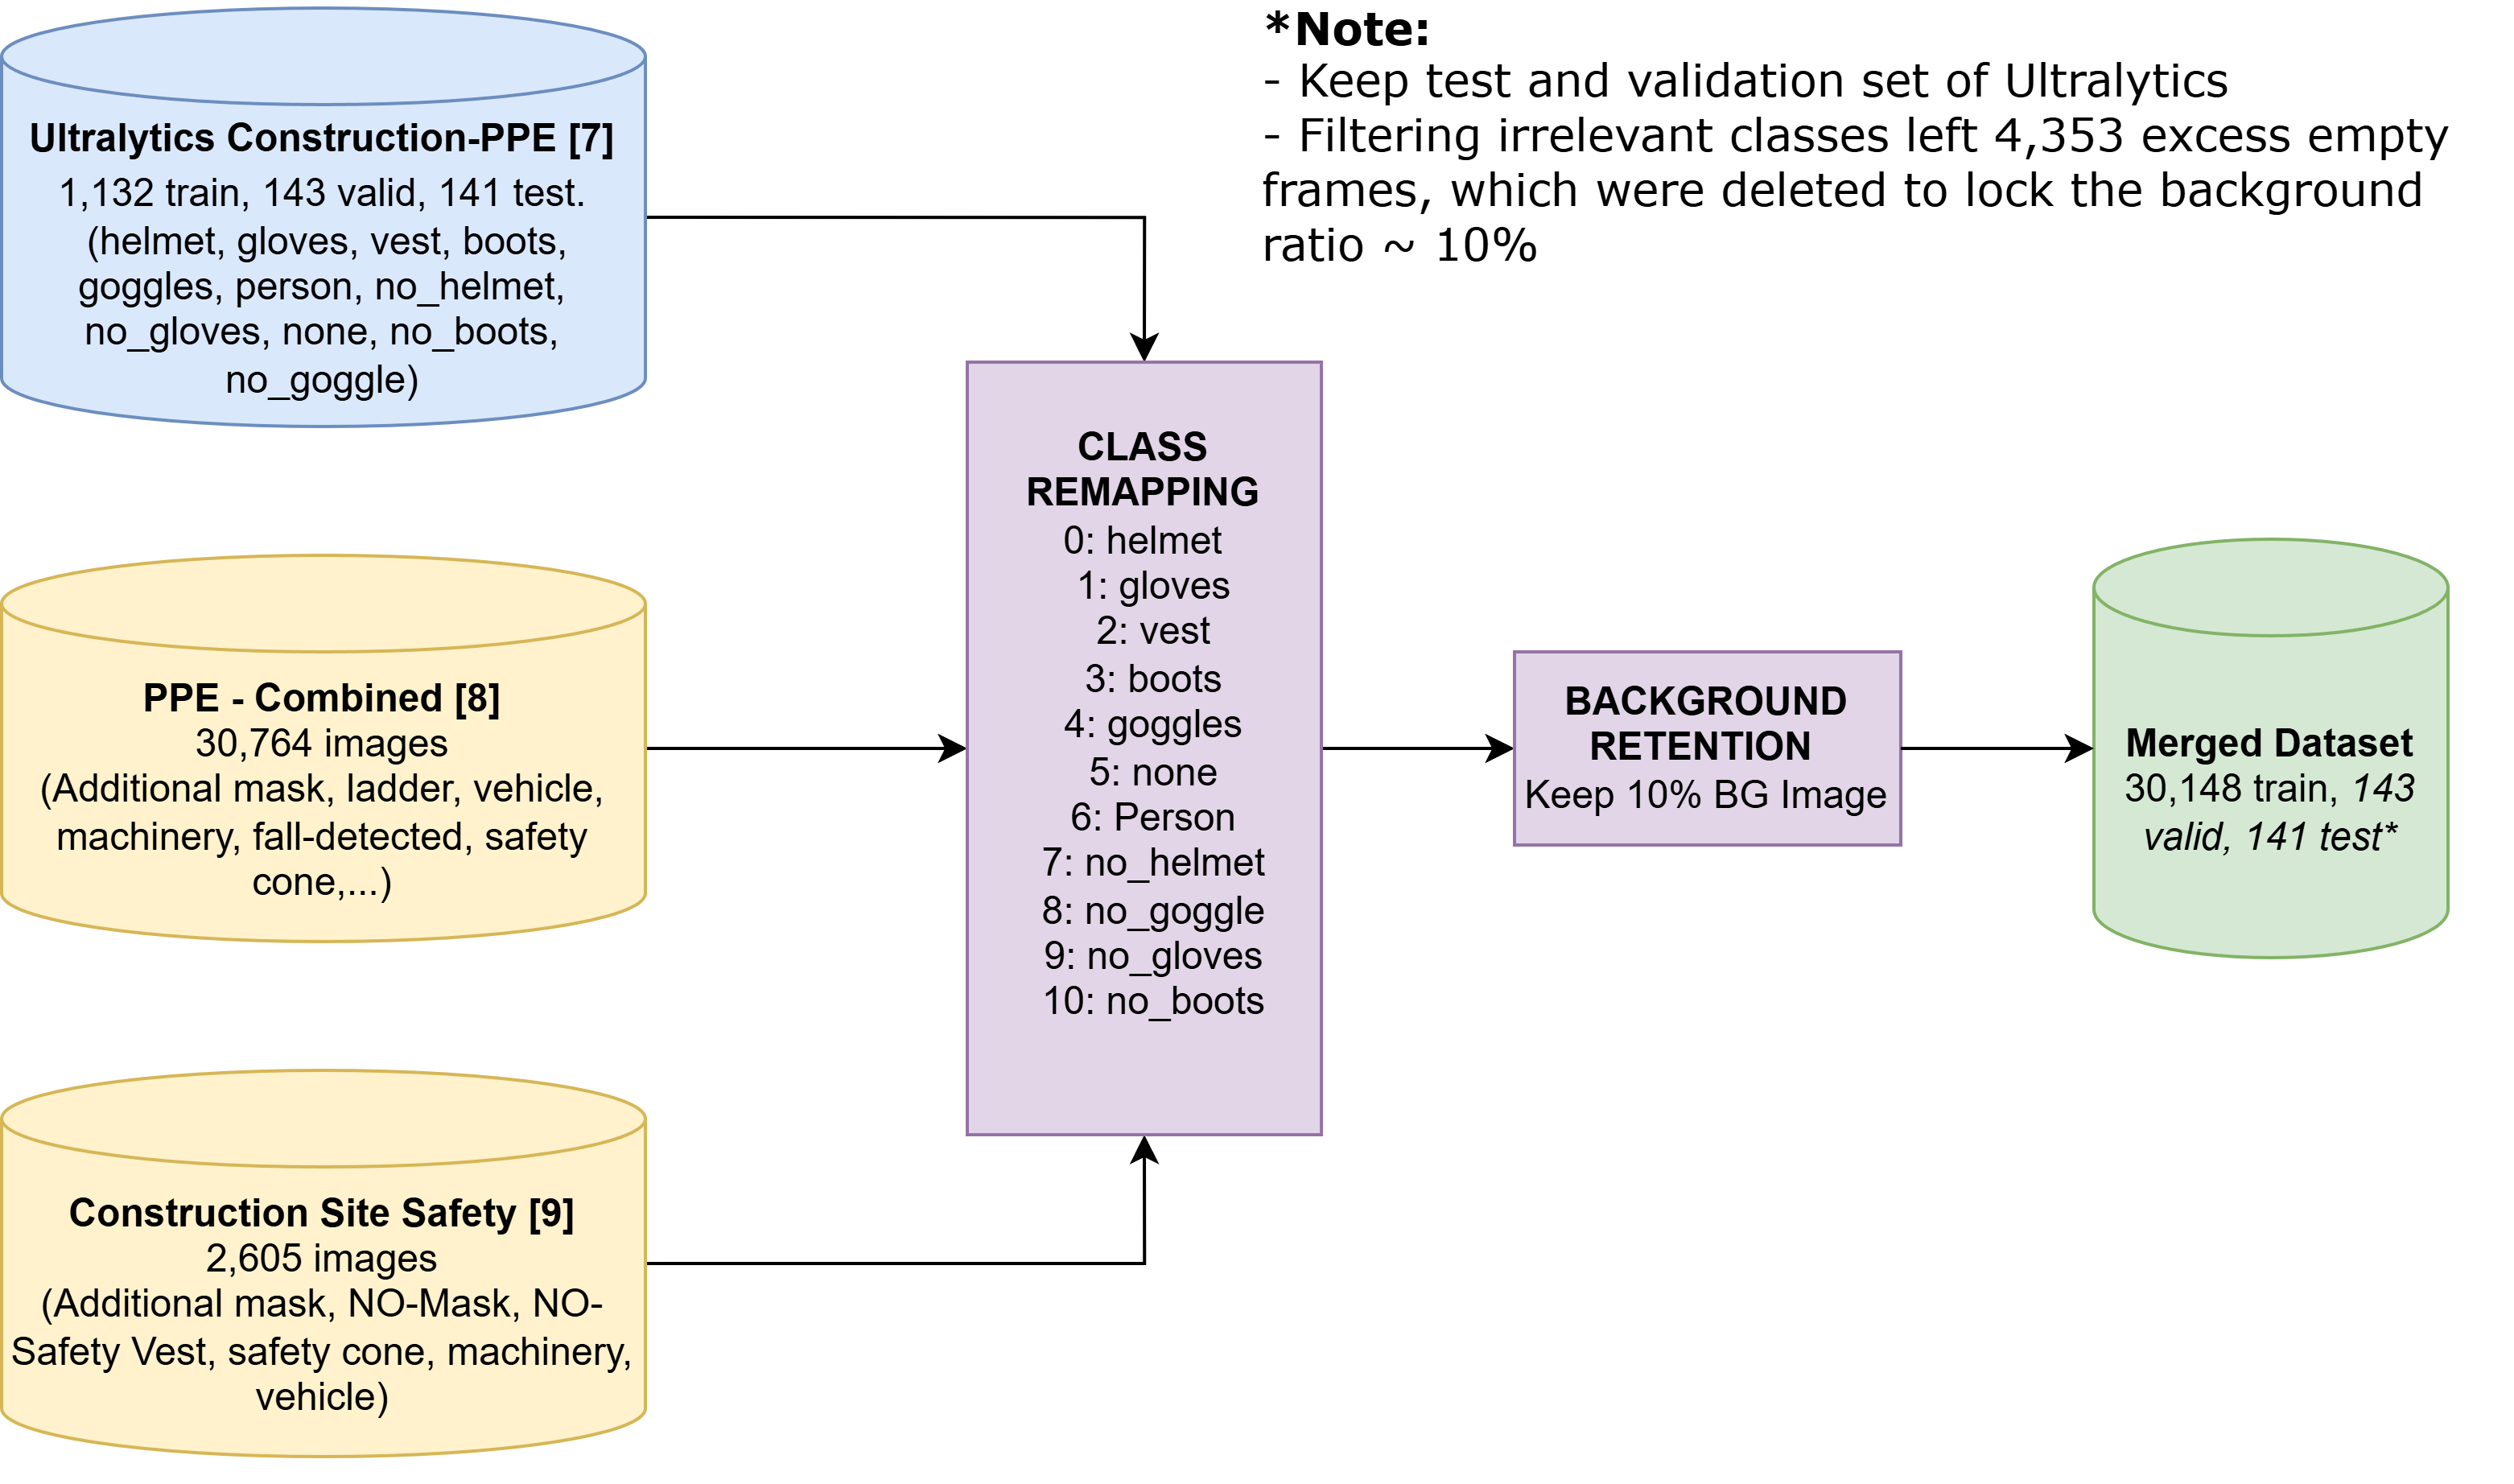 *Note:
- Keep test and validation set of Ultralytics
- Filtering irrelevant classes left 4,353 excess empty
frames, which were deleted to lock the background
ratio ~ 10%
Ultralytics Construction-PPE [7]
1,132 train, 143 valid, 141 test.
(helmet, gloves, vest, boots,
goggles, person, no_helmet,
no_gloves, none, no_boots,
no_goggle)
PPE - Combined [8]
30,764 images
(Additional mask, ladder, vehicle,
machinery, fall-detected, safety
cone,...)
Construction Site Safety [9]
2,605 images
(Additional mask, NO-Mask, NO-
Safety Vest, safety cone, machinery,
vehicle)
CLASS
REMAPPING
0: helmet
1: gloves
2: vest
3: boots
4: goggles
5: none
6: Person
7: no_helmet
8: no_goggle
9: no_gloves
10: no_boots
BACKGROUND
RETENTION
Keep 10% BG Image
Merged Dataset
30,148 train, 143
valid, 141 test*